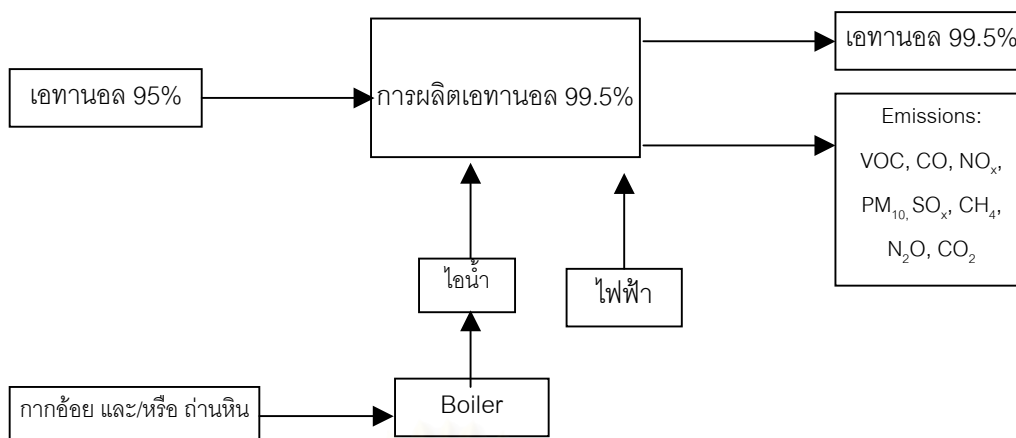 เอทานอล 95%
การผลิตเอทานอล 99.5%
เอทานอล 99.5%
Emissions:
VOC, CO, NOₓ,
PM₁₀, SOₓ, CH₄,
N₂O, CO₂
ไอน้ำ
ไฟฟ้า
กากอ้อย และ/หรือ ถ่านหิน
Boiler